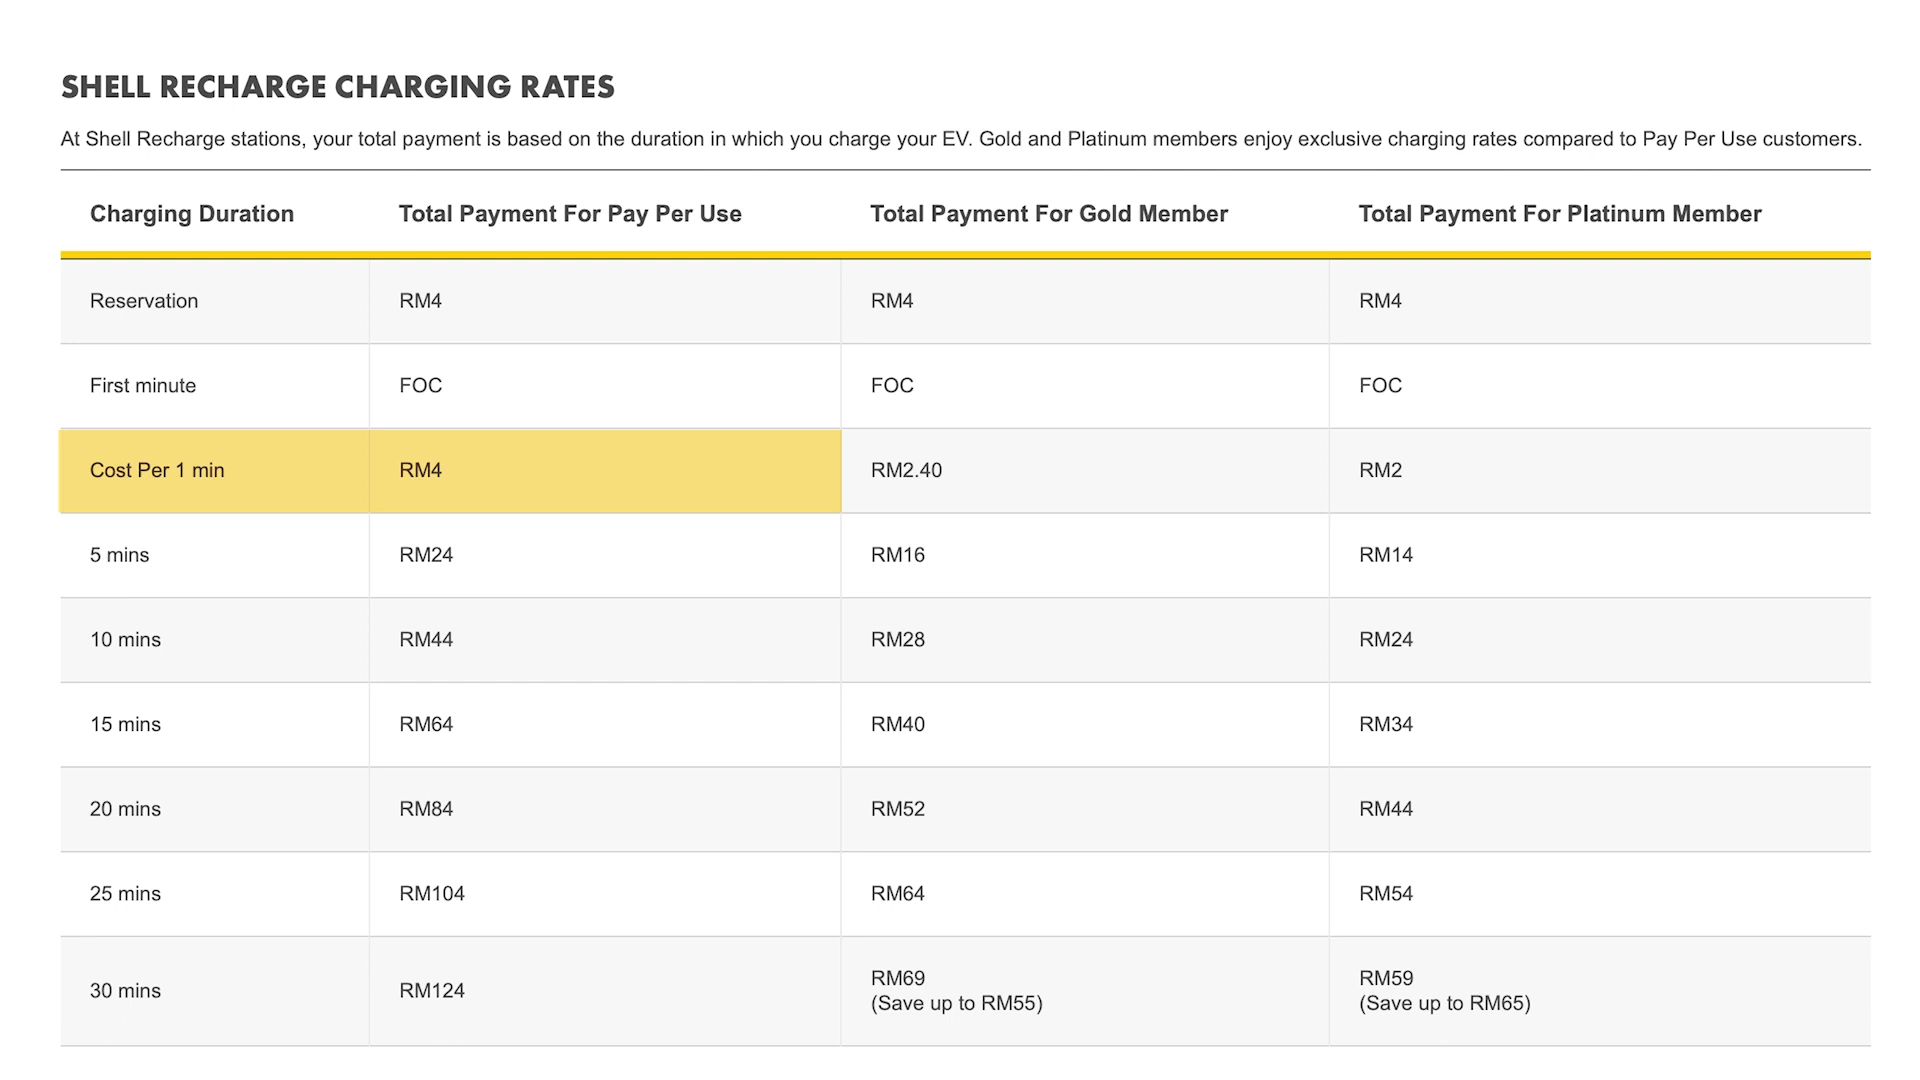 SHELL RECHARGE CHARGING RATES
At Shell Recharge stations, your total payment is based on the duration in which you charge your EV. Gold and Platinum members enjoy exclusive charging rates compared to Pay Per Use customers.
Charging Duration Total Payment For Pay Per Use Total Payment For Gold Member Total Payment For Platinum Member
Reservation RM4 RM4 RM4
First minute FOC FOC FOC
Cost Per 1 min RM4 RM2.40 RM2
5 mins RM24 RM16 RM14
10 mins RM44 RM28 RM24
15 mins RM64 RM40 RM34
20 mins RM84 RM52 RM44
25 mins RM104 RM64 RM54
30 mins RM124 RM69 RM59
(Save up to RM55) (Save up to RM65)